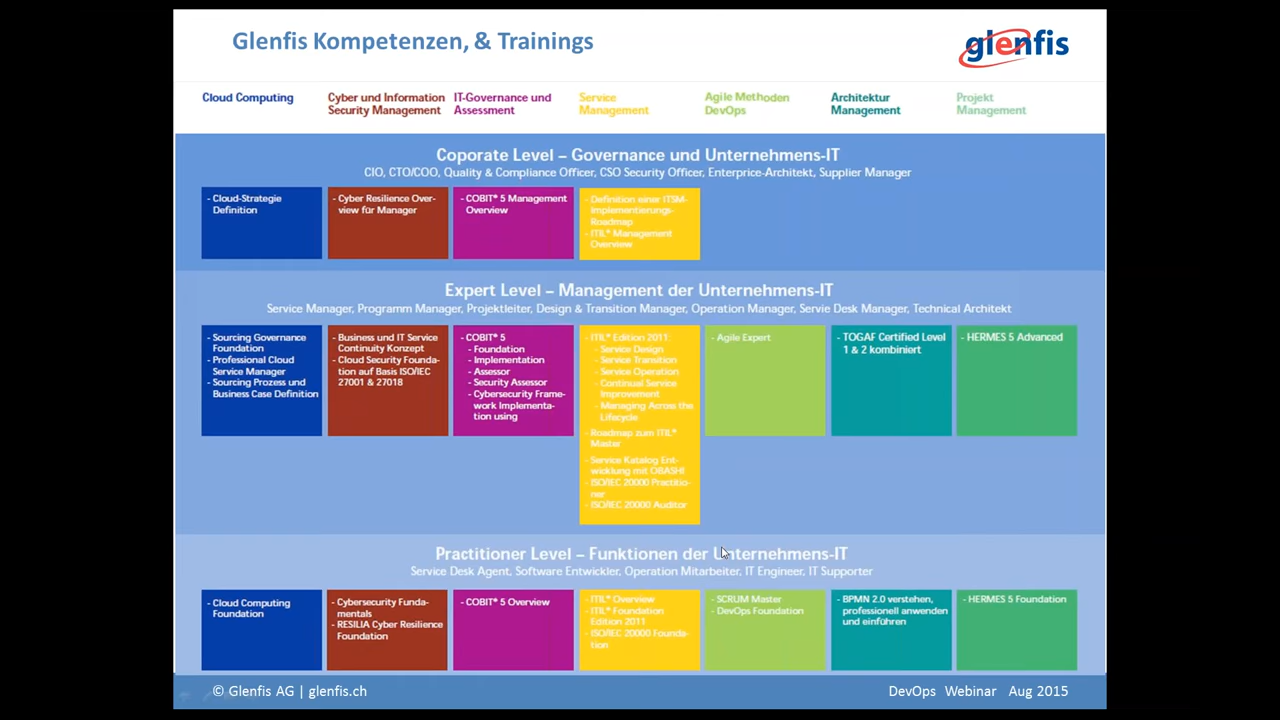 Glenfis Kompetenzen, & Trainings
glenfis
Cloud Computing
Cyber und Information
Security Management
IT-Governance und
Assessment
Service
Management
Agile Methoden
DevOps
Architektur
Management
Projekt
Management
Coporate Level – Governance und Unternehmens-IT
CIO, CTO/COO, Quality & Compliance Officer, CSO Security Officer, Enterprice-Architekt, Supplier Manager
- Cloud-Strategie
Definition
- Cyber Resilience Over-
view für Manager
- COBIT® 5 Management
Overview
- Definition einer ITSM-
Implementierungs-
Roadmap
- ITIL® Management
Overview
Expert Level – Management der Unternehmens-IT
Service Manager, Programm Manager, Projektleiter, Design & Transition Manager, Operation Manager, Servie Desk Manager, Technical Architekt
- Sourcing Governance
Foundation
- Professional Cloud
Service Manager
- Sourcing Prozess und
Business Case Definition
- Business und IT Service
Continuity Konzept
- Cloud Security Founda-
tion auf Basis ISO/IEC
27001 & 27018
- COBIT® 5
- Foundation
- Implementation
- Assessor
- Security Assessor
- Cybersecurity Frame-
work Implementa-
tion using
- ITIL® Edition 2011:
- Service Design
- Service Transition
- Service Operation
- Continual Service
Improvement
- Managing Across the
Lifecycle
- Roadmap zum ITIL®
Master
- Service Katalog Ent-
wicklung mit OBASHI
- ISO/IEC 20000 Practitio-
ner
- ISO/IEC 20000 Auditor
- Agile Expert
- TOGAF Certified Level
1 & 2 kombiniert
- HERMES 5 Advanced
Practitioner Level – Funktionen der Unternehmens-IT
Service Desk Agent, Software Entwickler, Operation Mitarbeiter, IT Engineer, IT Supporter
- Cloud Computing
Foundation
- Cybersecurity Funda-
mentals
- RESILIA Cyber Resilience
Foundation
- COBIT® 5 Overview
- ITIL® Overview
- ITIL® Foundation
Edition 2011
- ISO/IEC 20000 Founda-
tion
- SCRUM Master
- DevOps Foundation
- BPMN 2.0 verstehen,
professionell anwenden
und einführen
- HERMES 5 Foundation
© Glenfis AG | glenfis.ch
DevOps Webinar Aug 2015